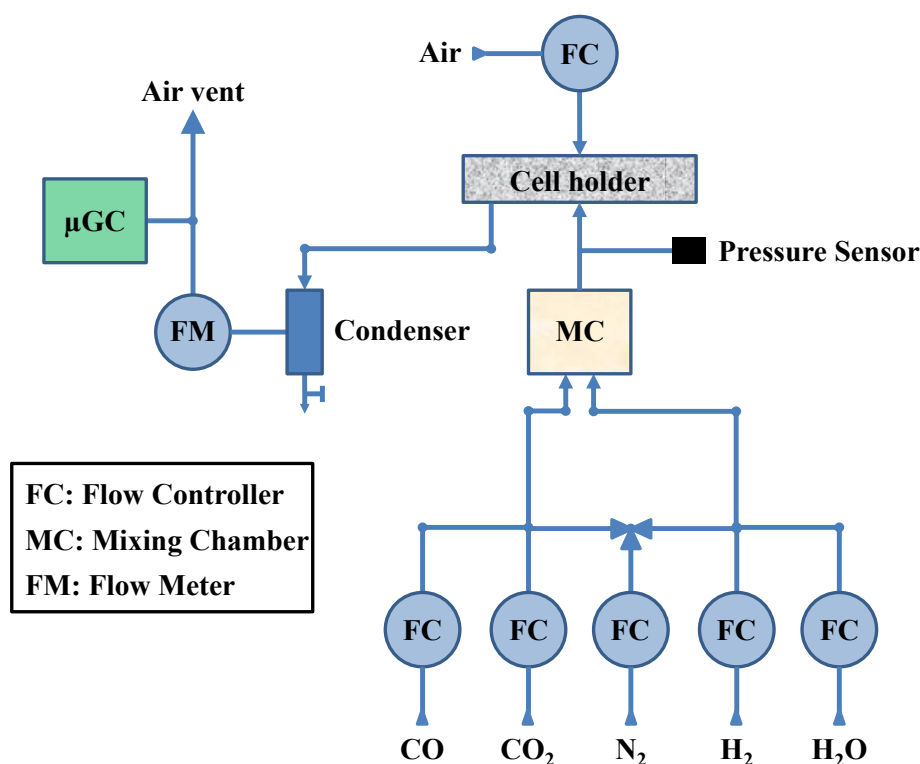 Air
FC
Air vent
Cell holder
µGC
Pressure Sensor
FM
Condenser
MC
FC: Flow Controller
MC: Mixing Chamber
FM: Flow Meter
FC
FC
FC
FC
FC
CO
CO₂
N₂
H₂
H₂O